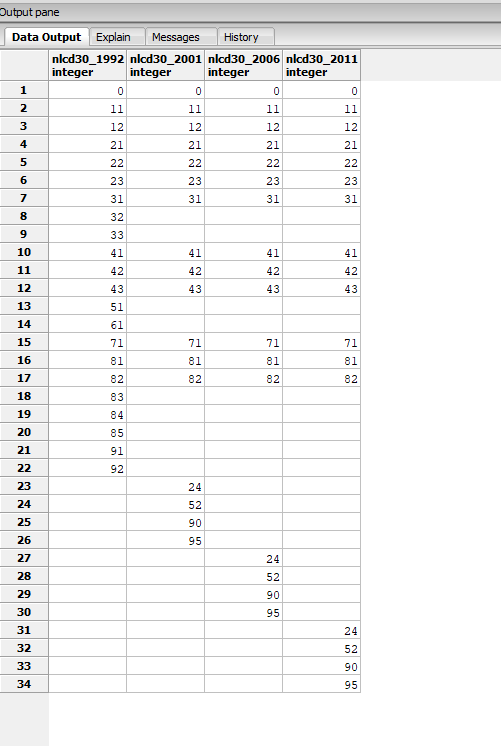 Output pane
Data Output Explain Messages History
nlcd30_1992 nlcd30_2001 nlcd30_2006 nlcd30_2011
integer integer integer integer
1 0 0 0 0
2 11 11 11 11
3 12 12 12 12
4 21 21 21 21
5 22 22 22 22
6 23 23 23 23
7 31 31 31 31
8 32
9 33
10 41 41 41 41
11 42 42 42 42
12 43 43 43 43
13 51
14 61
15 71 71 71 71
16 81 81 81 81
17 82 82 82 82
18 83
19 84
20 85
21 91
22 92
23 24
24 52
25 90
26 95
27 24
28 52
29 90
30 95
31 24
32 52
33 90
34 95